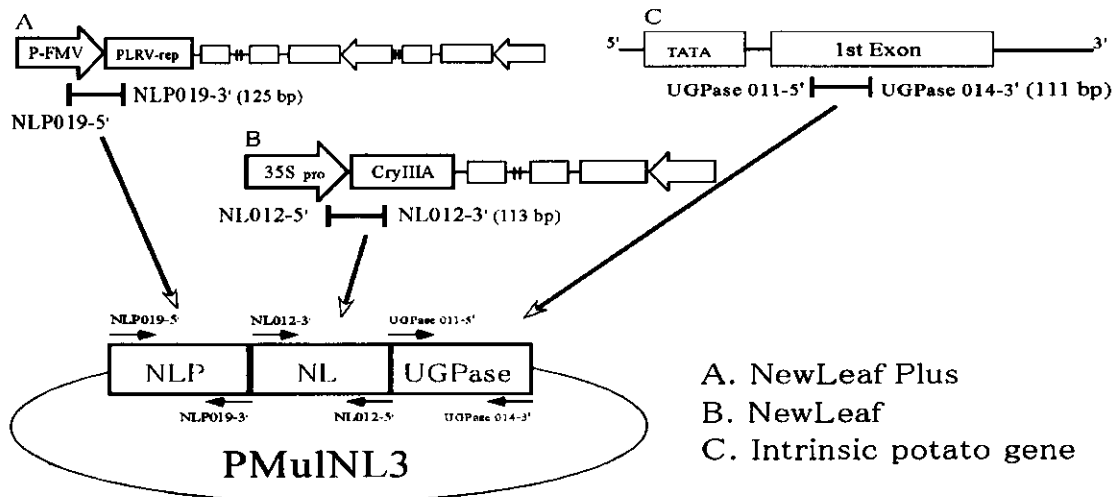 A
P-FMV
PLRV-rep
NLP019-3' (125 bp)
NLP019-5'
B
35S pro
CryIIIA
NL012-5'
NL012-3' (113 bp)
C
5'
TATA
1st Exon
3'
UGPase 011-5'
UGPase 014-3' (111 bp)
NLP019-5'
NL012-3'
UGPase 011-5'
NLP
NL
UGPase
NLP019-3'
NL012-5'
UGPase 014-3'
PMulNL3
A. NewLeaf Plus
B. NewLeaf
C. Intrinsic potato gene